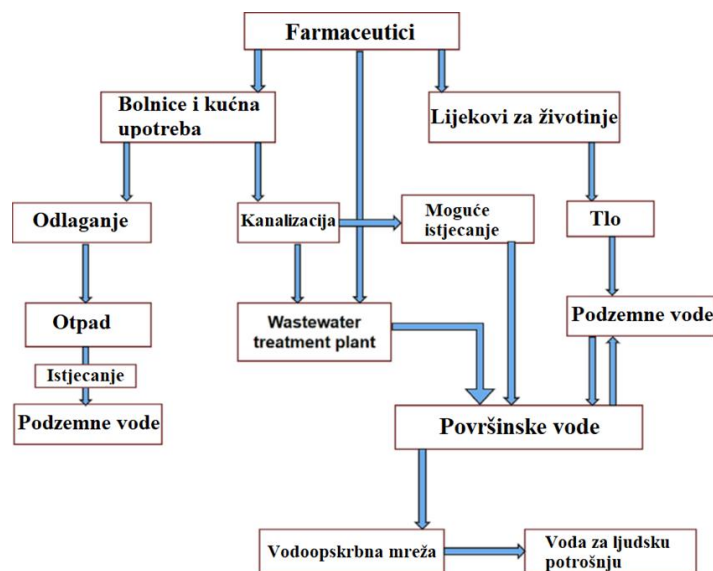 Farmaceutici
Bolnice i kućna
upotreba
Lijekovi za životinje
Odlaganje
Kanalizacija
Moguće
istjecanje
Tlo
Otpad
Wastewater
treatment plant
Podzemne vode
Istjecanje
Podzemne vode
Površinske vode
Vodoopskrbna mreža
Voda za ljudsku
potrošnju